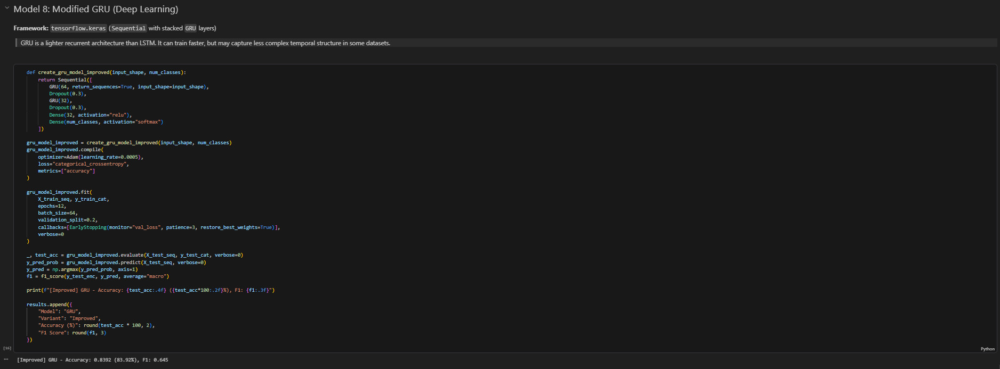 Model 8: Modified GRU (Deep Learning)
Framework: tensorflow.keras (Sequential with stacked GRU layers)
GRU is a lighter recurrent architecture than LSTM. It can train faster, but may capture less complex temporal structure in some datasets.
def create_gru_model_improved(input_shape, num_classes):
    return Sequential([
        GRU(64, return_sequences=True, input_shape=input_shape),
        Dropout(0.3),
        GRU(32),
        Dropout(0.3),
        Dense(32, activation="relu"),
        Dense(num_classes, activation="softmax")
    ])
gru_model_improved = create_gru_model_improved(input_shape, num_classes)
gru_model_improved.compile(
    optimizer=Adam(learning_rate=0.0005),
    loss="categorical_crossentropy",
    metrics=["accuracy"]
)
gru_model_improved.fit(
    X_train_seq, y_train_cat,
    epochs=12,
    batch_size=64,
    validation_split=0.2,
    callbacks=[EarlyStopping(monitor="val_loss", patience=3, restore_best_weights=True)],
    verbose=0
)
_, test_acc = gru_model_improved.evaluate(X_test_seq, y_test_cat, verbose=0)
y_pred_prob = gru_model_improved.predict(X_test_seq, verbose=0)
y_pred = np.argmax(y_pred_prob, axis=1)
f1 = f1_score(y_test_enc, y_pred, average="macro")
print(f"[Improved] GRU - Accuracy: {test_acc:.4f} ({test_acc*100:.2f}%), F1: {f1:.3f}")
results.append({
    "Model": "GRU",
    "Variant": "Improved",
    "Accuracy (%)": round(test_acc * 100, 2),
    "F1 Score": round(f1, 3)
})
[16]
Python
... [Improved] GRU - Accuracy: 0.8392 (83.92%), F1: 0.645